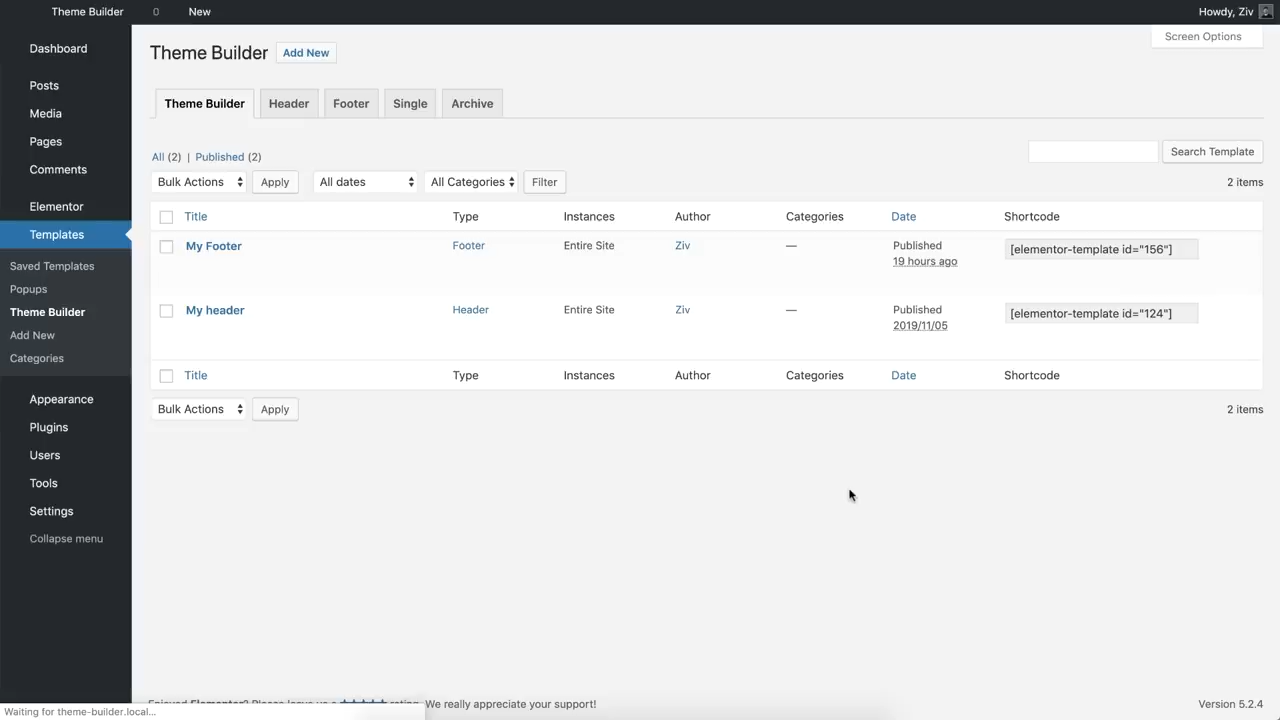 Theme Builder 0 New Howdy, Ziv
Screen Options
Dashboard
Posts
Media
Pages
Comments
Elementor
Templates
Saved Templates
Popups
Theme Builder
Add New
Categories
Appearance
Plugins
Users
Tools
Settings
Collapse menu
Theme Builder Add New
Theme Builder Header Footer Single Archive
All (2) | Published (2)
Search Template
Bulk Actions Apply All dates All Categories Filter 2 items
Title Type Instances Author Categories Date Shortcode
My Footer Footer Entire Site Ziv — Published [elementor-template id="156"]
19 hours ago
My header Header Entire Site Ziv — Published [elementor-template id="124"]
2019/11/05
Title Type Instances Author Categories Date Shortcode
Bulk Actions Apply 2 items
Enjoyed Elementor? Please leave us a ★★★★★ rating. We really appreciate your support! Version 5.2.4
Waiting for theme-builder.local...